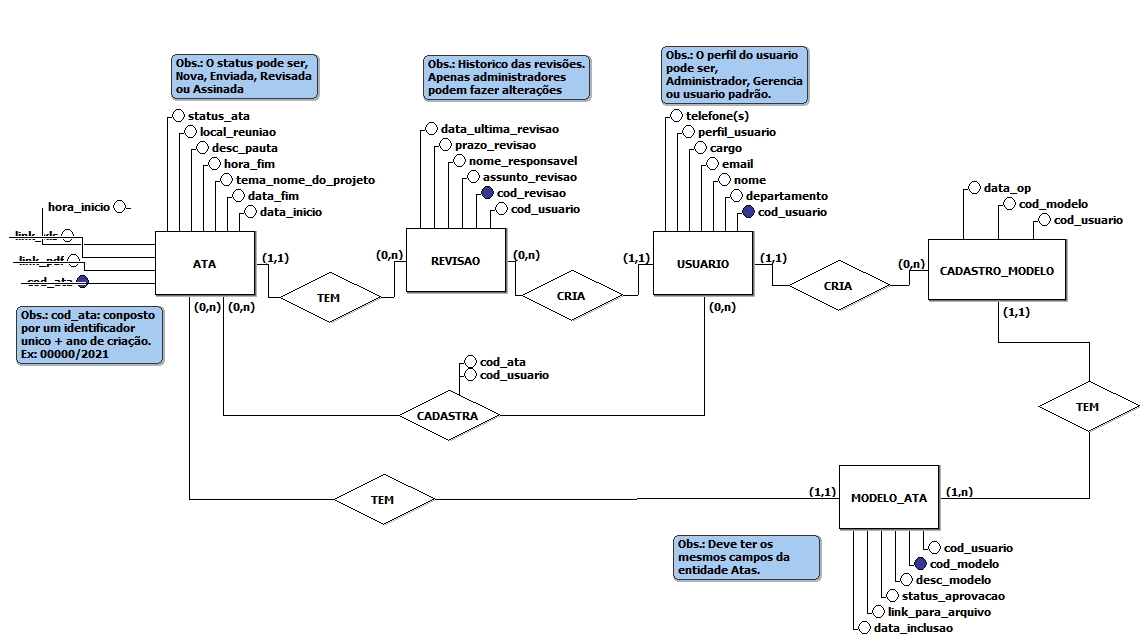 Obs.: O status pode ser,
Nova, Enviada, Revisada
ou Assinada
Obs.: Historico das revisões.
Apenas administradores
podem fazer alterações
Obs.: O perfil do usuario
pode ser,
Administrador, Gerencia
ou usuario padrão.
status_ata
local_reuniao
desc_pauta
hora_fim
tema_nome_do_projeto
data_fim
data_inicio
hora_inicio
link_pdf
cod_ata
ATA
data_ultima_revisao
prazo_revisao
nome_responsavel
assunto_revisao
cod_revisao
cod_usuario
REVISAO
telefone(s)
perfil_usuario
cargo
email
nome
departamento
cod_usuario
USUARIO
data_op
cod_modelo
cod_usuario
CADASTRO_MODELO
(1,1)
TEM
(0,n)
(0,n)
CRIA
(1,1)
(1,1)
CRIA
(0,n)
(0,n)
(0,n)
(0,n)
(1,1)
Obs.: cod_ata: conposto
por um identificador
unico + ano de criação.
Ex: 00000/2021
cod_ata
cod_usuario
CADASTRA
TEM
TEM
(1,1)
MODELO_ATA
(1,n)
Obs.: Deve ter os
mesmos campos da
entidade Atas.
cod_usuario
cod_modelo
desc_modelo
status_aprovacao
link_para_arquivo
data_inclusao